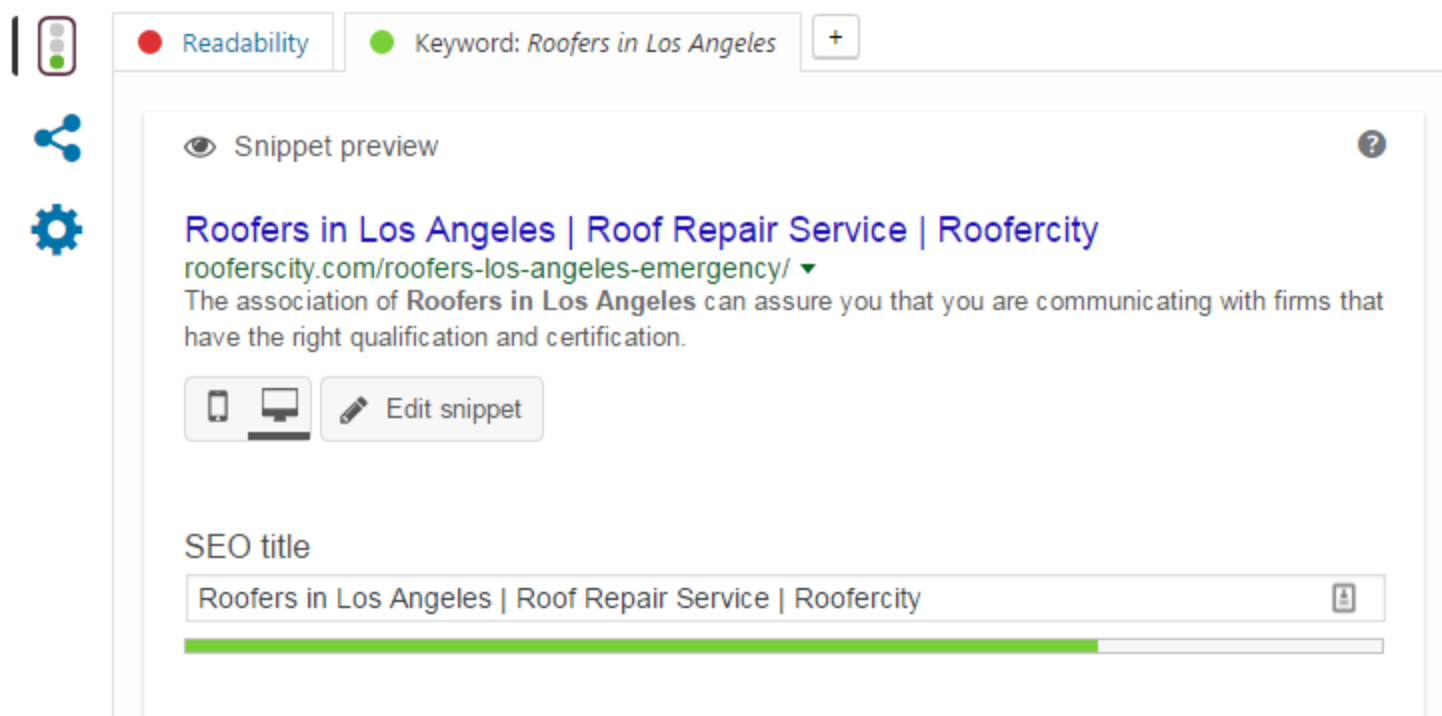 Readability
Keyword: Roofers in Los Angeles
+
Snippet preview
?
Roofers in Los Angeles | Roof Repair Service | Roofercity
rooferscity.com/roofers-los-angeles-emergency/
The association of Roofers in Los Angeles can assure you that you are communicating with firms that
have the right qualification and certification.
Edit snippet
SEO title
Roofers in Los Angeles | Roof Repair Service | Roofercity